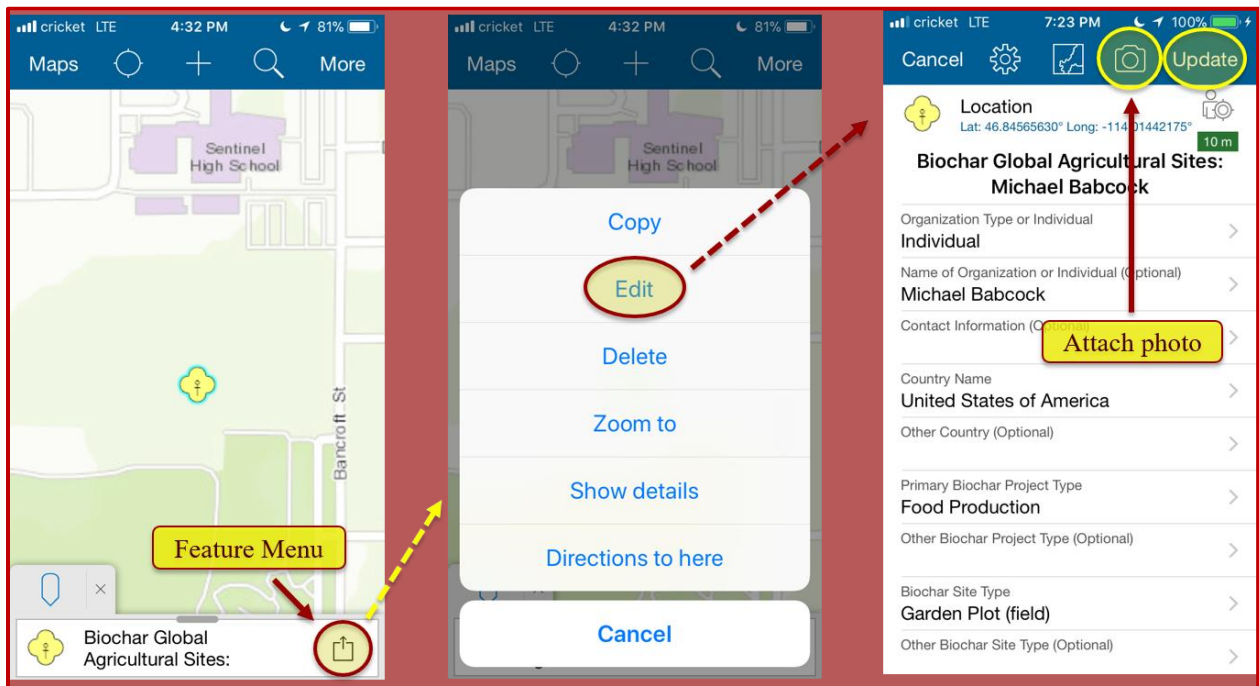 cricket LTE 4:32 PM 81%
Maps More
Sentinel
High School
Bancroft St
Feature Menu
Biochar Global
Agricultural Sites:
cricket LTE 4:32 PM 81%
Maps More
Sentinel
High School
Copy
Edit
Delete
Zoom to
Show details
Directions to here
Cancel
cricket LTE 7:23 PM 100%
Cancel Update
Location
Lat: 46.84565630° Long: -114.01442175°
10 m
Biochar Global Agricultural Sites:
Michael Babcock
Organization Type or Individual
Individual
Name of Organization or Individual (Optional)
Michael Babcock
Contact Information (Optional)
Attach photo
Country Name
United States of America
Other Country (Optional)
Primary Biochar Project Type
Food Production
Other Biochar Project Type (Optional)
Biochar Site Type
Garden Plot (field)
Other Biochar Site Type (Optional)